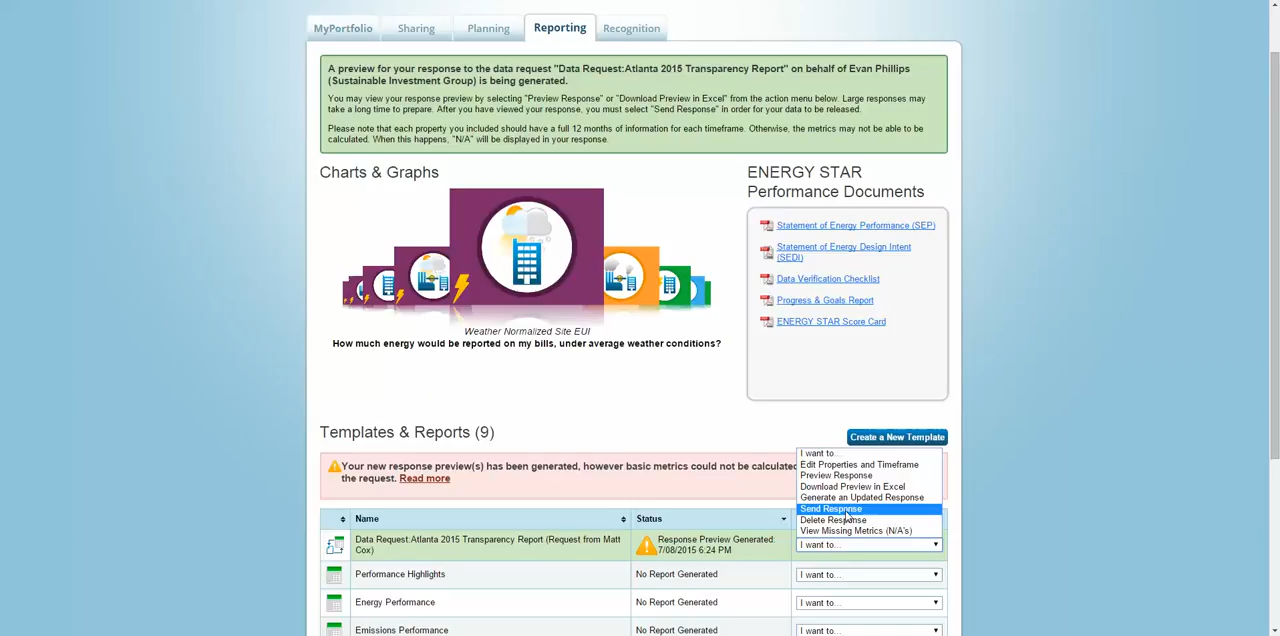 MyPortfolio
Sharing
Planning
Reporting
Recognition
A preview for your response to the data request "Data Request:Atlanta 2015 Transparency Report" on behalf of Evan Phillips
(Sustainable Investment Group) is being generated.
You may view your response preview by selecting "Preview Response" or "Download Preview in Excel" from the action menu below. Large responses may
take a long time to prepare. After you have viewed your response, you must select "Send Response" in order for your data to be released.
Please note that each property you included should have a full 12 months of information for each timeframe. Otherwise, the metrics may not be able to be
calculated. When this happens, "N/A" will be displayed in your response.
Charts & Graphs
Weather Normalized Site EUI
How much energy would be reported on my bills, under average weather conditions?
ENERGY STAR
Performance Documents
Statement of Energy Performance (SEP)
Statement of Energy Design Intent
(SEDI)
Data Verification Checklist
Progress & Goals Report
ENERGY STAR Score Card
Templates & Reports (9)
Create a New Template
Your new response preview(s) has been generated, however basic metrics could not be calculated
the request. Read more
I want to...
Edit Properties and Timeframe
Preview Response
Download Preview in Excel
Generate an Updated Response
Send Response
Delete Response
View Missing Metrics (N/A's)
Name
Status
Data Request:Atlanta 2015 Transparency Report (Request from Matt
Cox)
Response Preview Generated:
7/08/2015 6:24 PM
I want to...
Performance Highlights
No Report Generated
I want to...
Energy Performance
No Report Generated
I want to...
Emissions Performance
No Report Generated
I want to...